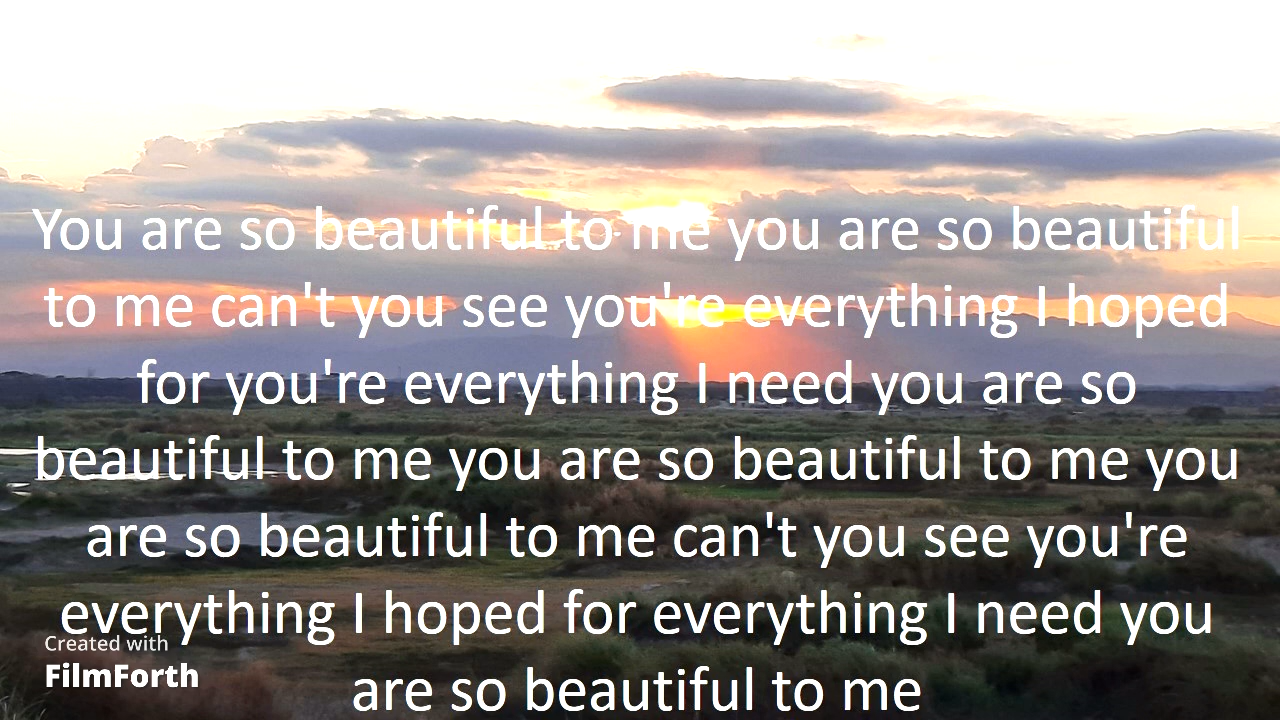 You are so beautiful to me you are so beautiful
to me can't you see you're everything I hoped
for you're everything I need you are so
beautiful to me you are so beautiful to me you
are so beautiful to me can't you see you're
everything I hoped for everything I need you
are so beautiful to me
Created with
FilmForth